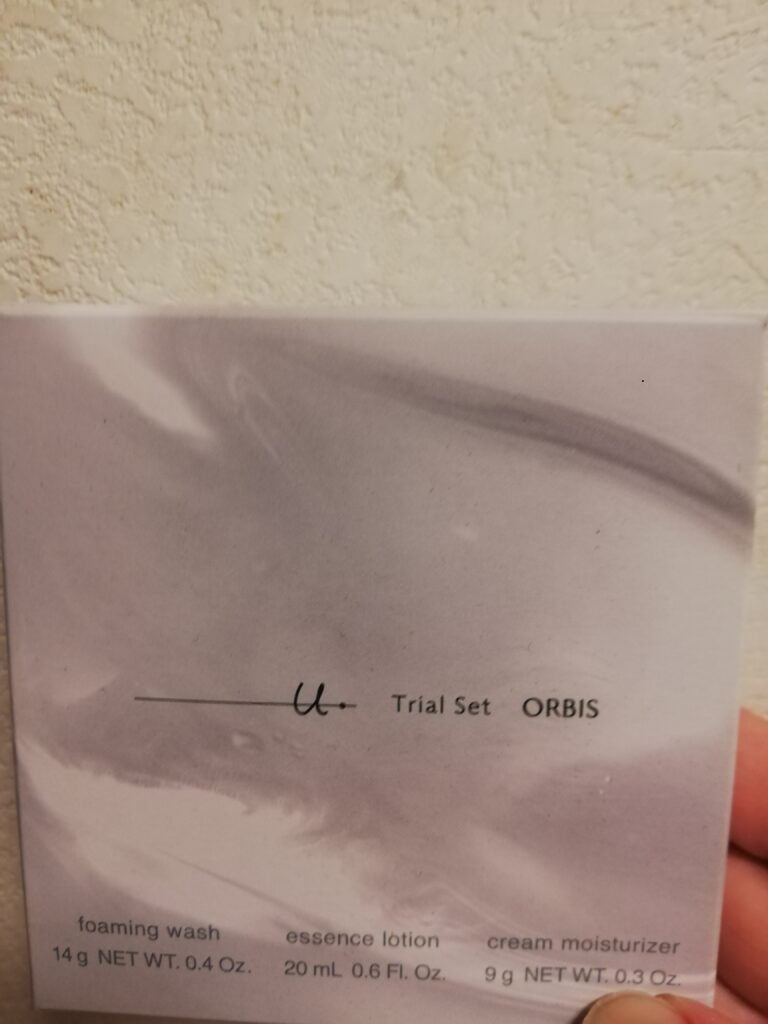 u. Trial Set ORBIS
foaming wash essence lotion cream moisturizer
14 g NET WT. 0.4 Oz. 20 mL 0.6 Fl. Oz. 9 g NET WT. 0.3 Oz.